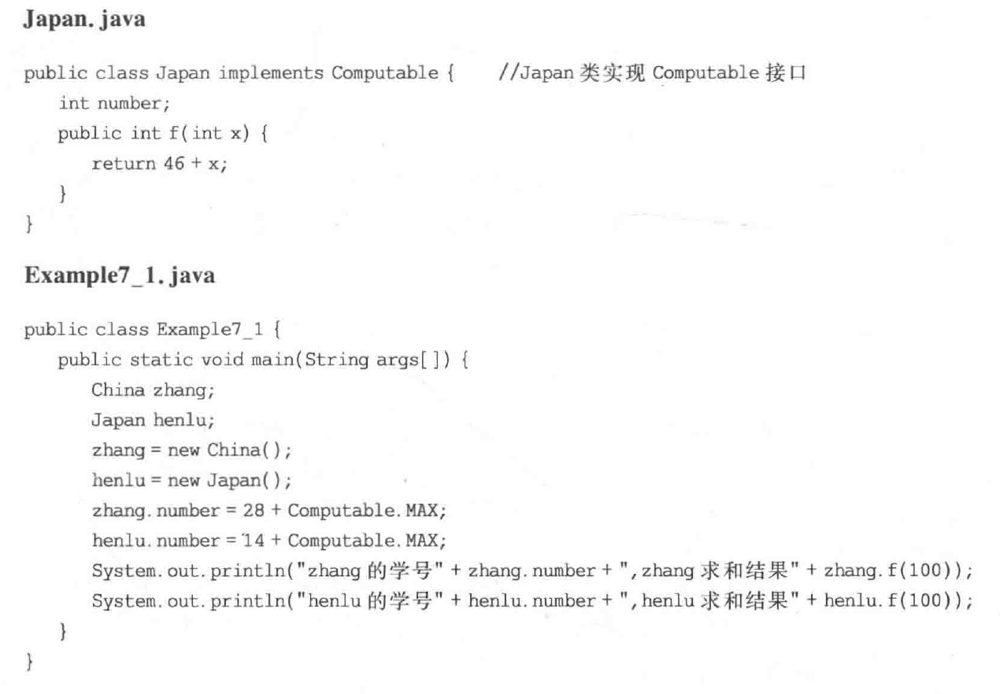 Japan. java
public class Japan implements Computable {    //Japan 类实现 Computable 接口
int number;
public int f(int x) {
return 46 + x;
}
}
Example7_1. java
public class Example7_1 {
public static void main(String args[]) {
China zhang;
Japan henlu;
zhang = new China();
henlu = new Japan();
zhang. number = 28 + Computable. MAX;
henlu. number = 14 + Computable. MAX;
System. out. println("zhang 的学号" + zhang. number + ",zhang 求和结果" + zhang. f(100));
System. out. println("henlu 的学号" + henlu. number + ",henlu 求和结果" + henlu. f(100));
}
}